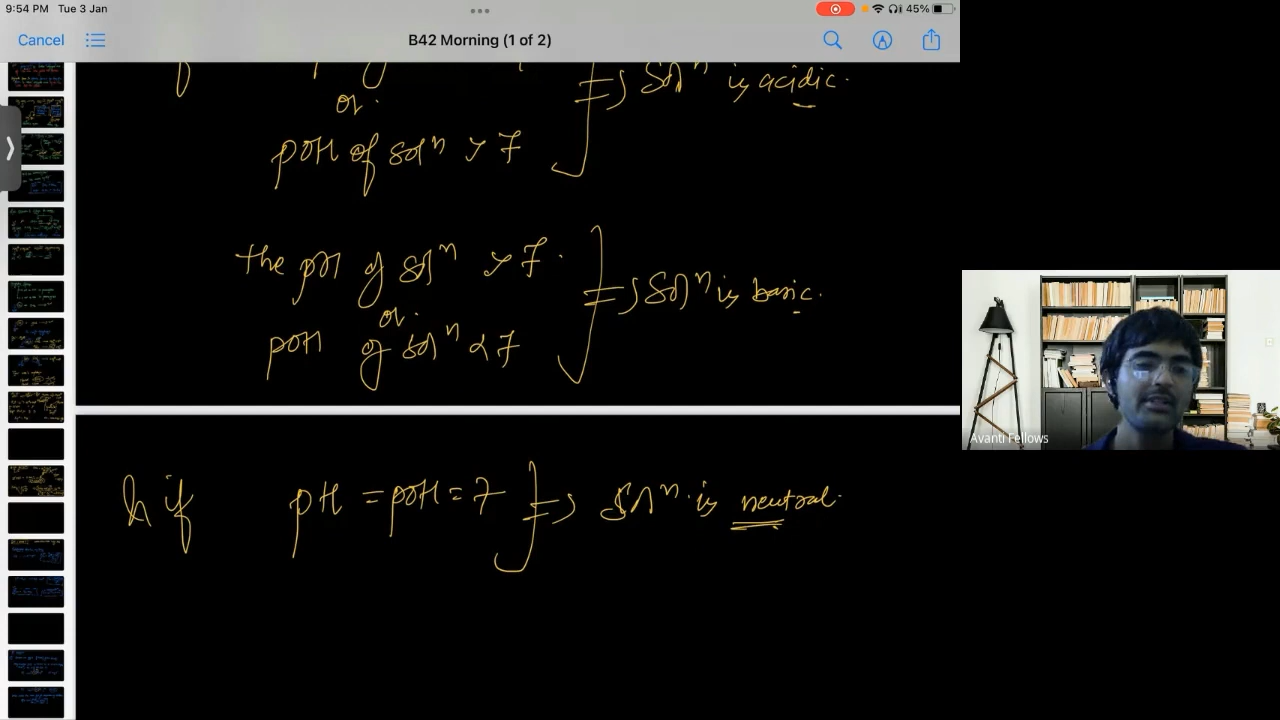 9:54 PM Tue 3 Jan
45%
Cancel
B42 Morning (1 of 2)
or.
⇒ Solⁿ is acidic.
pOH of solⁿ > 7
the pH of solⁿ > 7.
or.
⇒ Solⁿ is basic.
pOH of solⁿ < 7
& if pH = pOH = 7 ⇒ Solⁿ is neutral.
Avanti Fellows